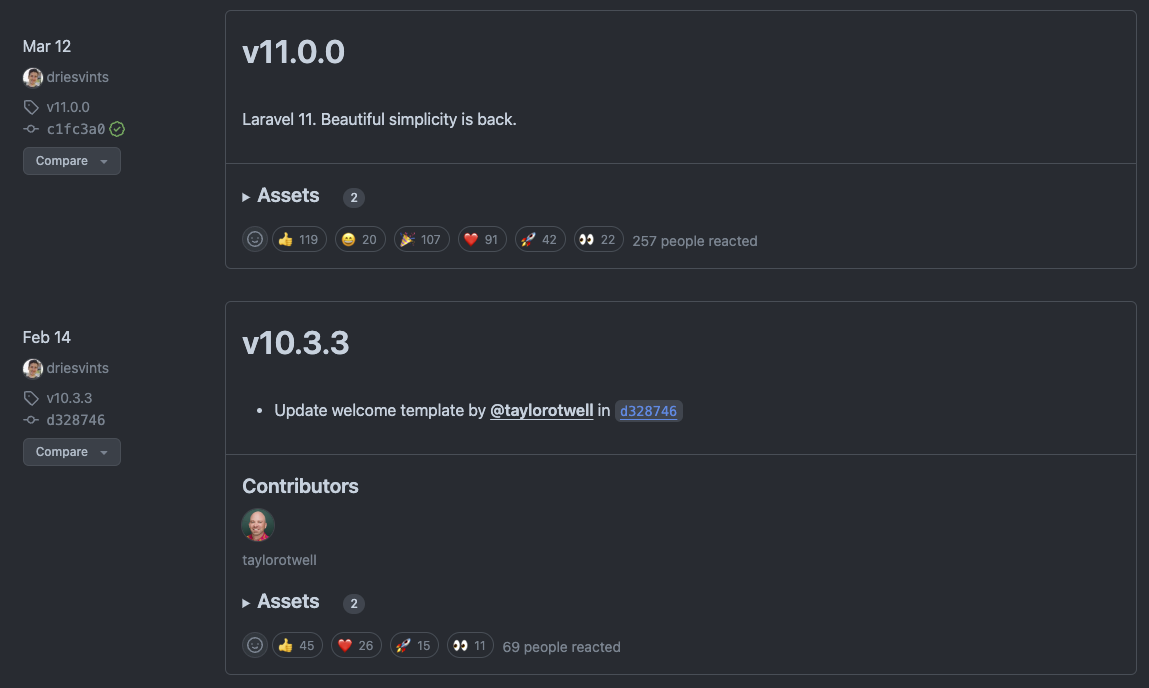 Mar 12
driesvints
v11.0.0
c1fc3a0
Compare
v11.0.0
Laravel 11. Beautiful simplicity is back.
Assets 2
👍 119 😄 20 🎉 107 ❤️ 91 🚀 42 👀 22 257 people reacted
Feb 14
driesvints
v10.3.3
d328746
Compare
v10.3.3
• Update welcome template by @taylorotwell in d328746
Contributors
taylorotwell
Assets 2
👍 45 ❤️ 26 🚀 15 👀 11 69 people reacted